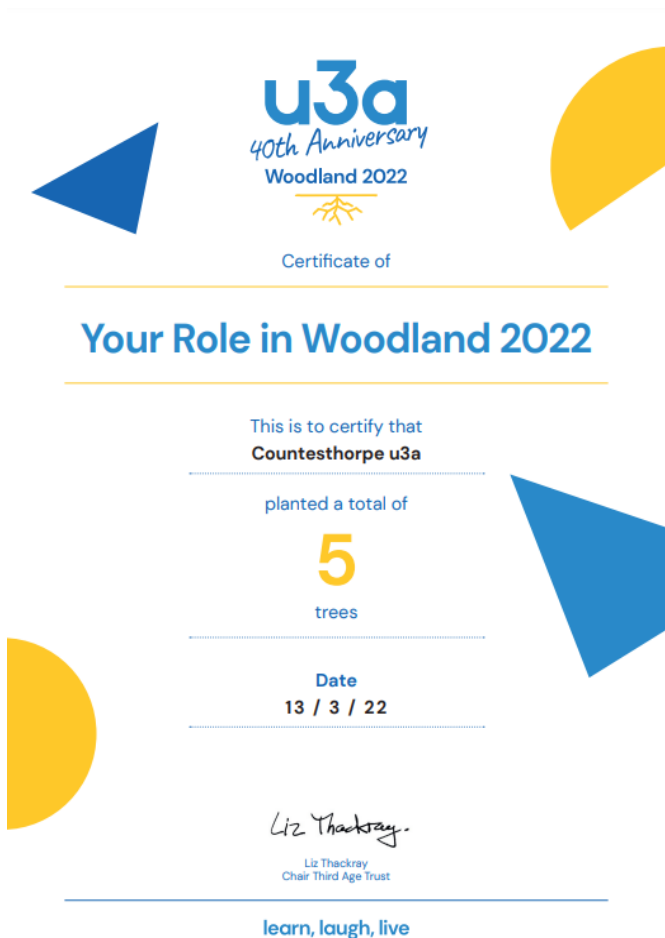 u3a
40th Anniversary
Woodland 2022
Certificate of
Your Role in Woodland 2022
This is to certify that
Countesthorpe u3a
planted a total of
5
trees
Date
13 / 3 / 22
Liz Thackray.
Liz Thackray
Chair Third Age Trust
learn, laugh, live